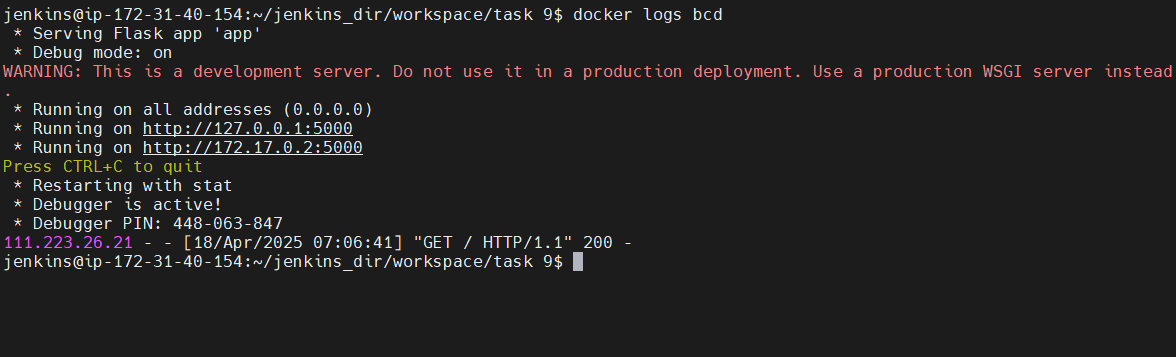 jenkins@ip-172-31-40-154:~/jenkins_dir/workspace/task 9$ docker logs bcd
 * Serving Flask app 'app'
 * Debug mode: on
WARNING: This is a development server. Do not use it in a production deployment. Use a production WSGI server instead
.
 * Running on all addresses (0.0.0.0)
 * Running on http://127.0.0.1:5000
 * Running on http://172.17.0.2:5000
Press CTRL+C to quit
 * Restarting with stat
 * Debugger is active!
 * Debugger PIN: 448-063-847
111.223.26.21 - - [18/Apr/2025 07:06:41] "GET / HTTP/1.1" 200 -
jenkins@ip-172-31-40-154:~/jenkins_dir/workspace/task 9$